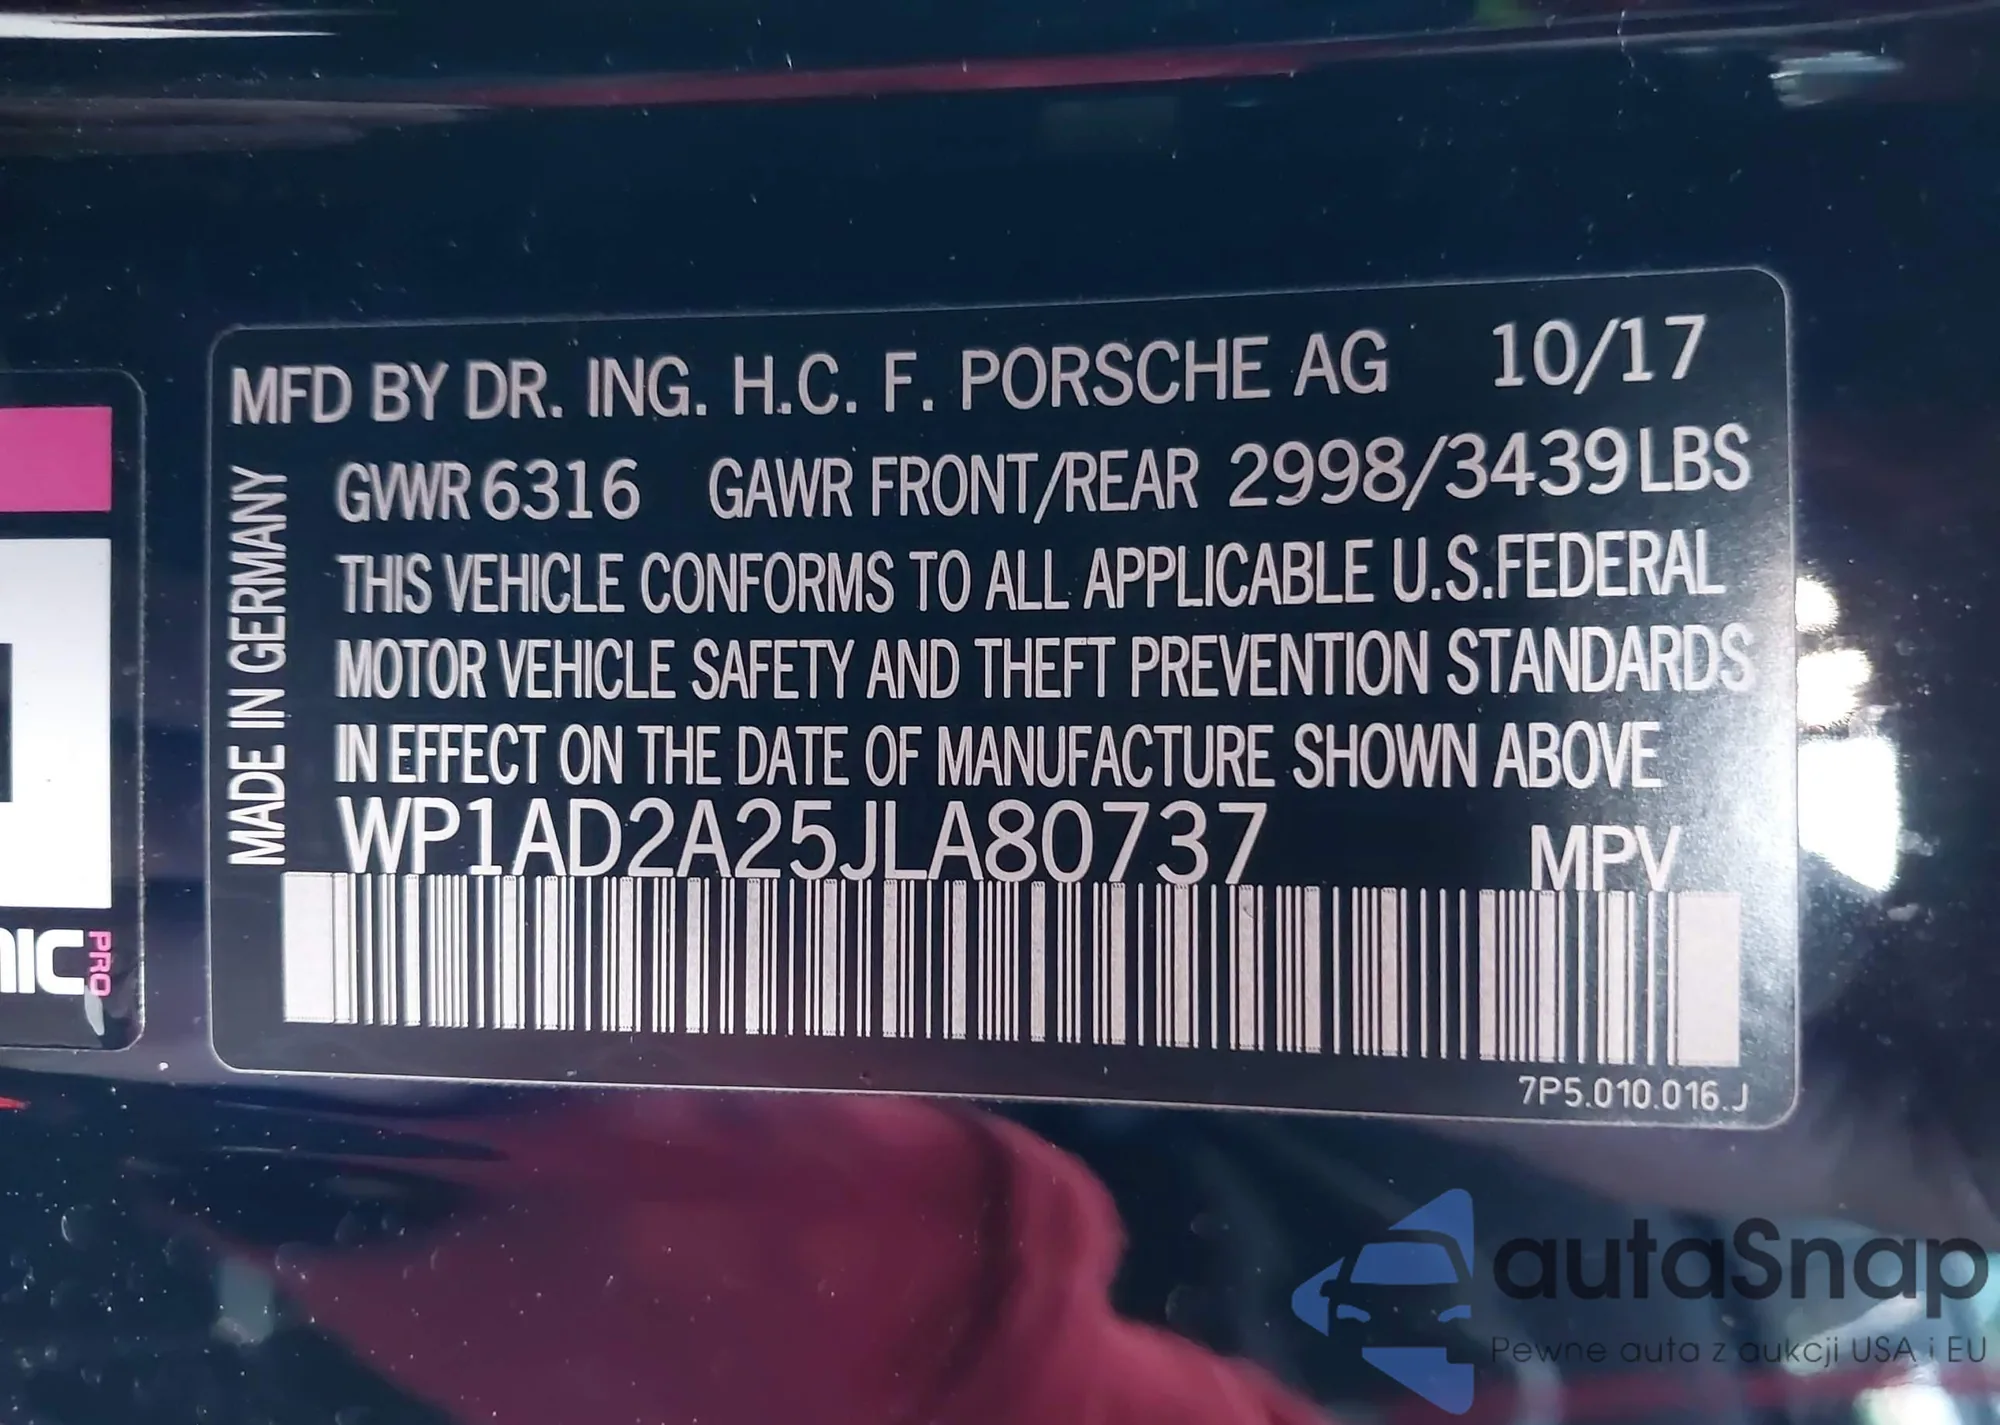 MFD BY DR. ING. H.C. F. PORSCHE AG 10/17
GVWR 6316 GAWR FRONT/REAR 2998/3439 LBS
THIS VEHICLE CONFORMS TO ALL APPLICABLE U.S.FEDERAL
MOTOR VEHICLE SAFETY AND THEFT PREVENTION STANDARDS
IN EFFECT ON THE DATE OF MANUFACTURE SHOWN ABOVE
WP1AD2A25JLA80737 MPV
MADE IN GERMANY
7P5.010.016.J
PRO
autaSnap
Pewne auta z aukcji USA i EU